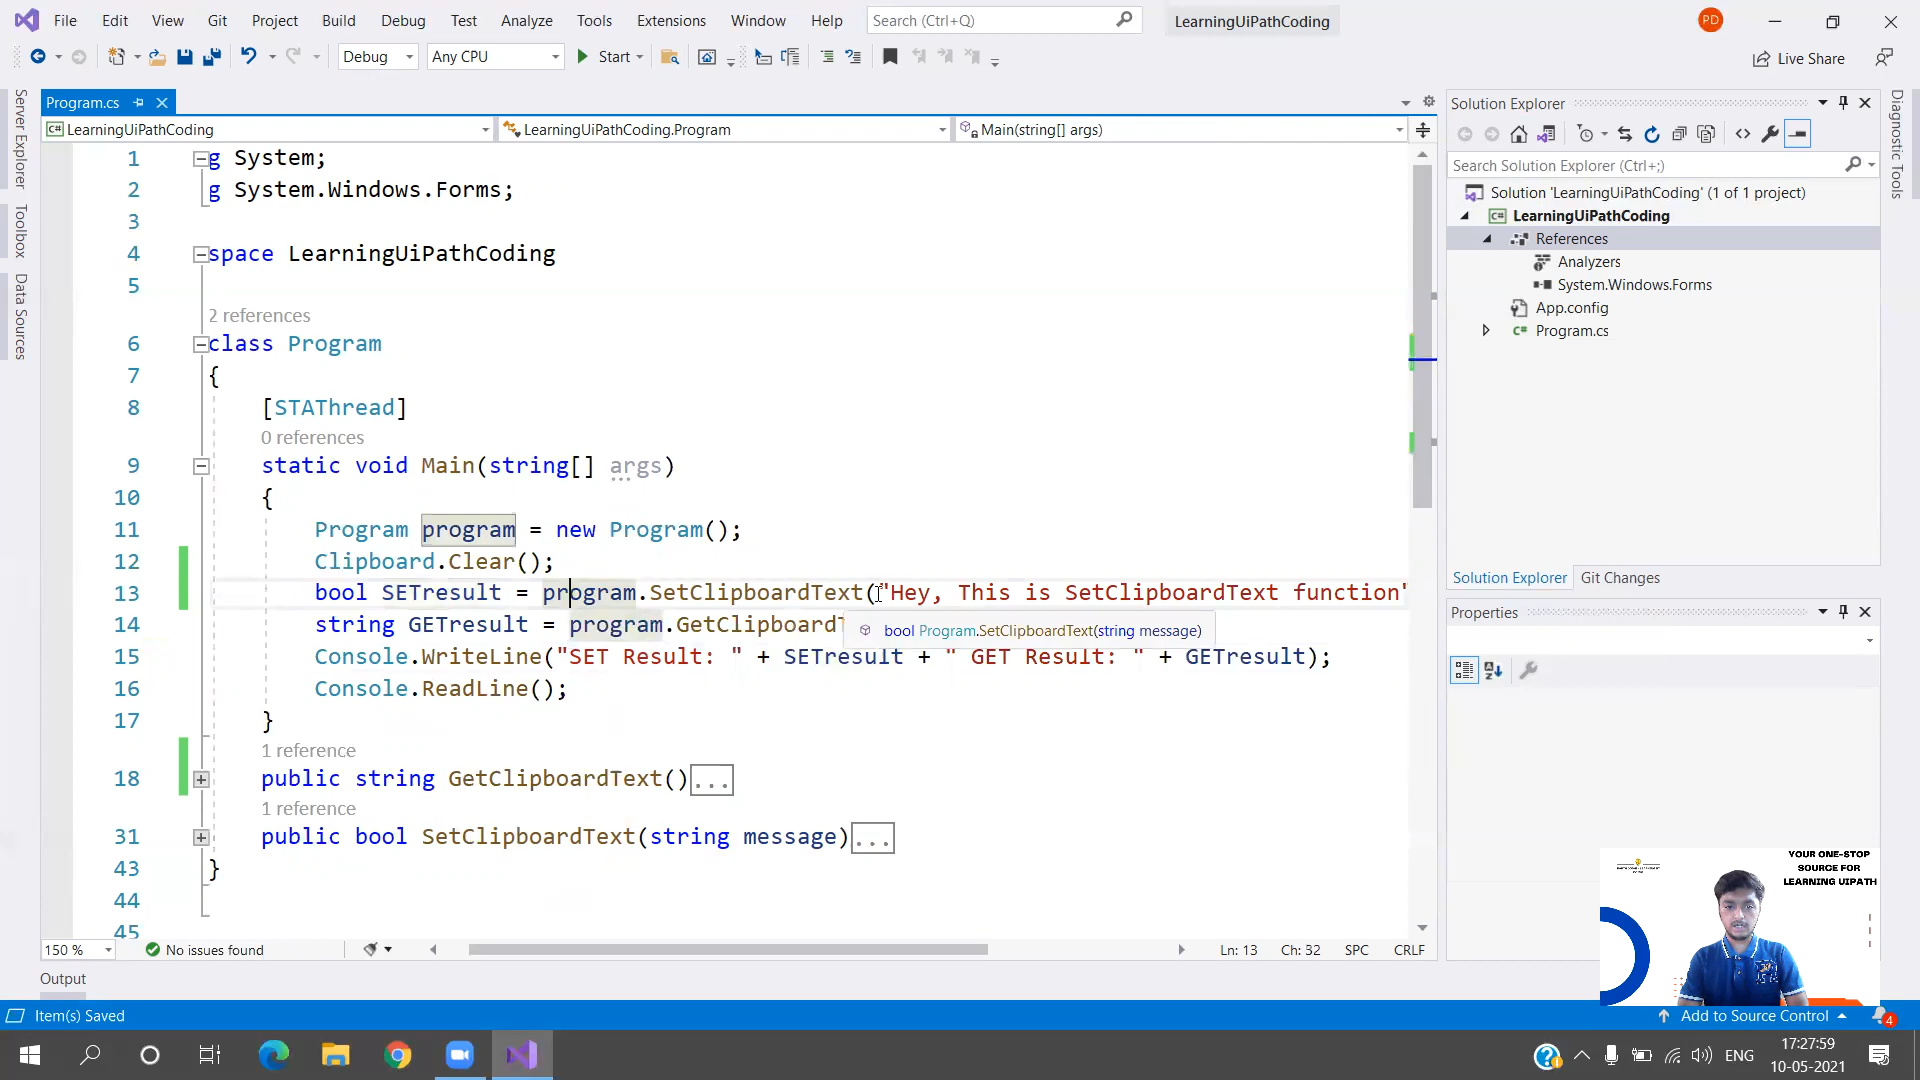 File Edit View Git Project Build Debug Test Analyze Tools Extensions Window Help Search (Ctrl+Q) LearningUiPathCoding PD
Debug Any CPU Start Live Share
Server Explorer
Toolbox
Data Sources
Program.cs
LearningUiPathCoding LearningUiPathCoding.Program Main(string[] args)
1 g System;
2 g System.Windows.Forms;
3
4 space LearningUiPathCoding
5
2 references
6 class Program
7 {
8 [STAThread]
0 references
9 static void Main(string[] args)
10 {
11 Program program = new Program();
12 Clipboard.Clear();
13 bool SETresult = program.SetClipboardText("Hey, This is SetClipboardText function"
14 string GETresult = program.GetClipboardT
bool Program.SetClipboardText(string message)
15 Console.WriteLine("SET Result: " + SETresult + " GET Result: " + GETresult);
16 Console.ReadLine();
17 }
1 reference
18 public string GetClipboardText()...
1 reference
31 public bool SetClipboardText(string message)...
43 }
44
45
150 % No issues found Ln: 13 Ch: 32 SPC CRLF
Output
Solution Explorer
Search Solution Explorer (Ctrl+;)
Solution 'LearningUiPathCoding' (1 of 1 project)
C# LearningUiPathCoding
References
Analyzers
System.Windows.Forms
App.config
C# Program.cs
Solution Explorer Git Changes
Properties
Diagnostic Tools
YOUR ONE-STOP
SOURCE FOR
LEARNING UIPATH
Item(s) Saved Add to Source Control 4
ENG 17:27:59
10-05-2021